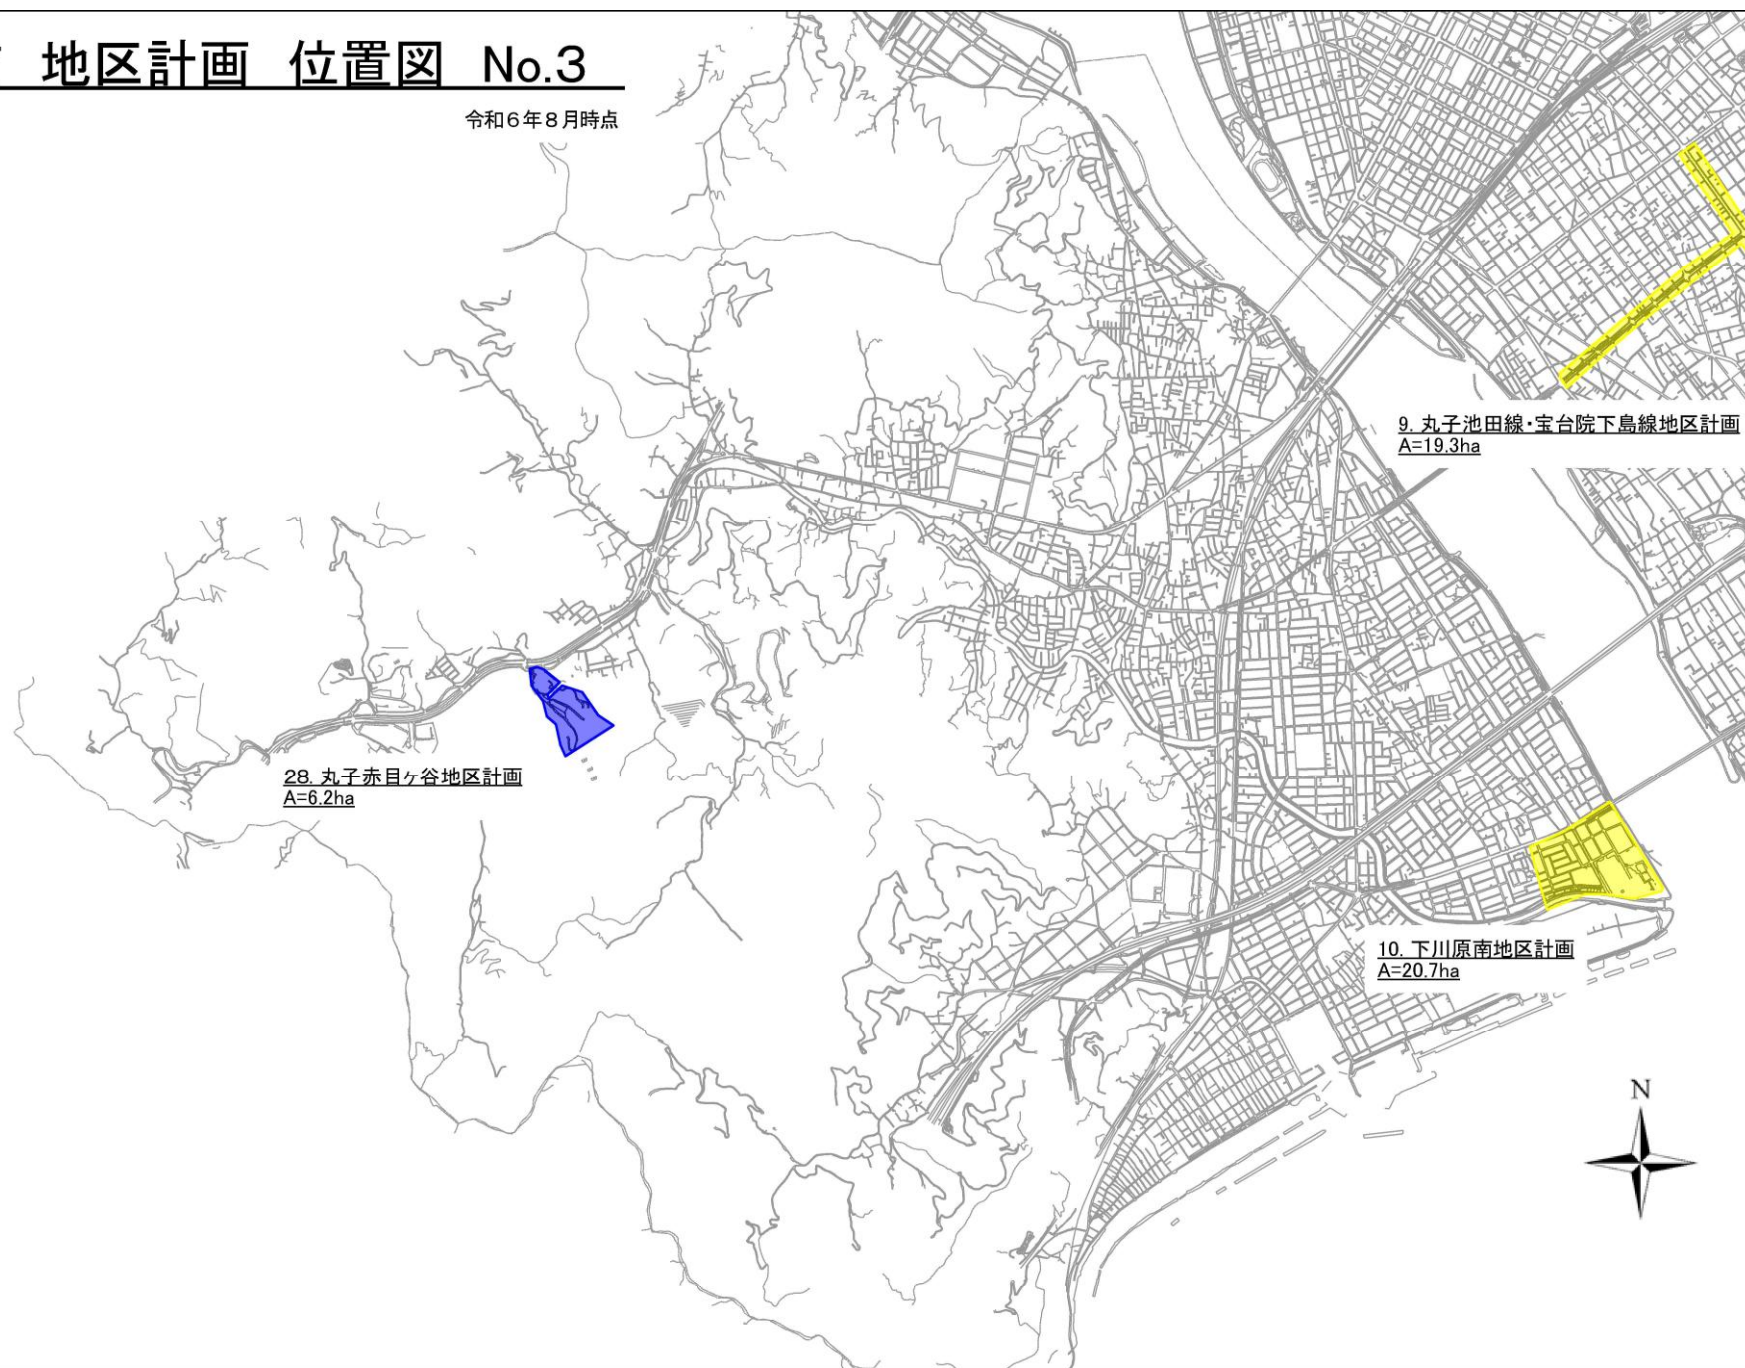 地区計画 位置図 No.3
令和6年8月時点
9. 丸子池田線・宝台院下島線地区計画
A=19.3ha
28. 丸子赤目ヶ谷地区計画
A=6.2ha
10. 下川原南地区計画
A=20.7ha
N